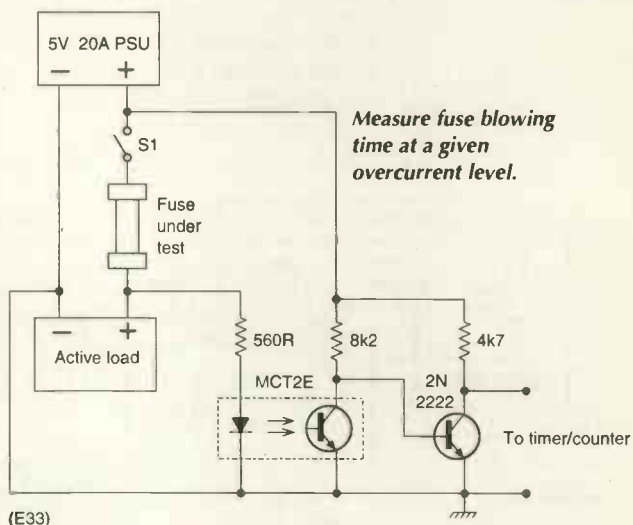 5V 20A PSU
− +
S1
Measure fuse blowing
time at a given
overcurrent level.
Fuse
under
test
− +
Active load
560R
8k2
4k7
MCT2E
2N
2222
To timer/counter
(E33)